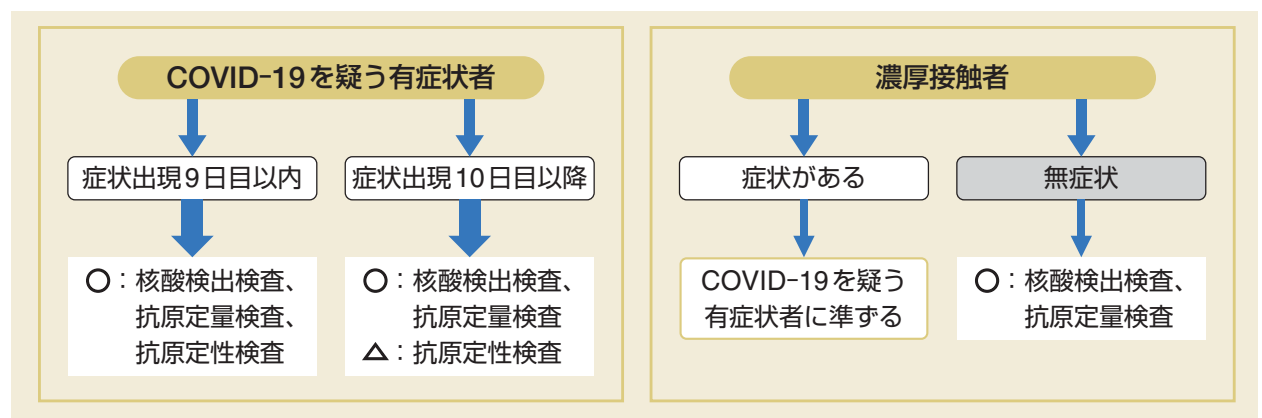 COVID-19を疑う有症状者
症状出現9日目以内
○：核酸検出検査、
抗原定量検査、
抗原定性検査
症状出現10日目以降
○：核酸検出検査、
抗原定量検査
△：抗原定性検査
濃厚接触者
症状がある
COVID-19を疑う
有症状者に準ずる
無症状
○：核酸検出検査、
抗原定量検査